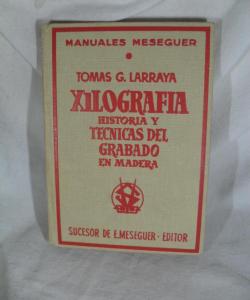 MANUALES MESEGUER
TOMAS G. LARRAYA
XILOGRAFIA
HISTORIA Y
TECNICAS DEL
GRABADO
EN MADERA
SUCESOR DE E. MESEGUER - EDITOR